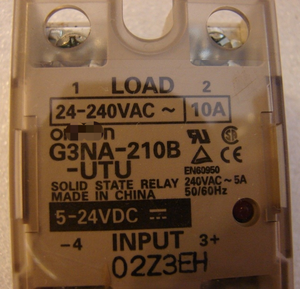 1 LOAD 2
24-240VAC ~ 10A
G3NA-210B
-UTU
SOLID STATE RELAY
MADE IN CHINA
EN60950
240VAC ~ 5A
50/60Hz
5-24VDC
-4 INPUT 3+
02Z3EH